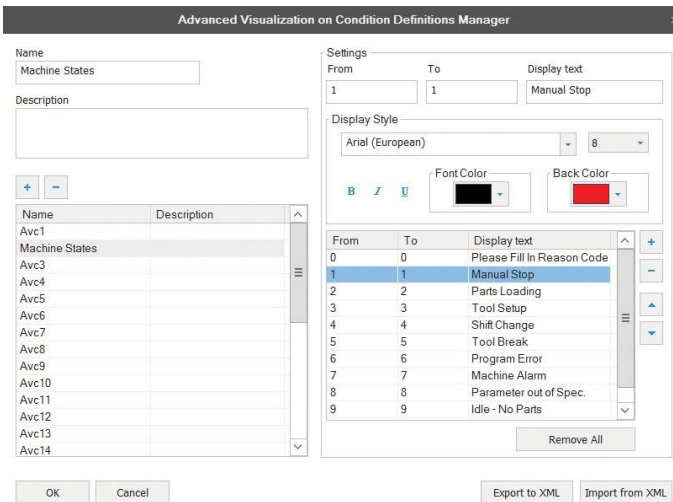 Advanced Visualization on Condition Definitions Manager
Name
Machine States
Description
Name Description
Avc1
Machine States
Avc3
Avc4
Avc5
Avc6
Avc7
Avc8
Avc9
Avc10
Avc11
Avc12
Avc13
Avc14
OK Cancel
Settings
From To Display text
1 1 Manual Stop
Display Style
Arial (European) 8
B I U
Font Color
Back Color
From To Display text
0 0 Please Fill In Reason Code
1 1 Manual Stop
2 2 Parts Loading
3 3 Tool Setup
4 4 Shift Change
5 5 Tool Break
6 6 Program Error
7 7 Machine Alarm
8 8 Parameter out of Spec.
9 9 Idle - No Parts
Remove All
Export to XML Import from XML